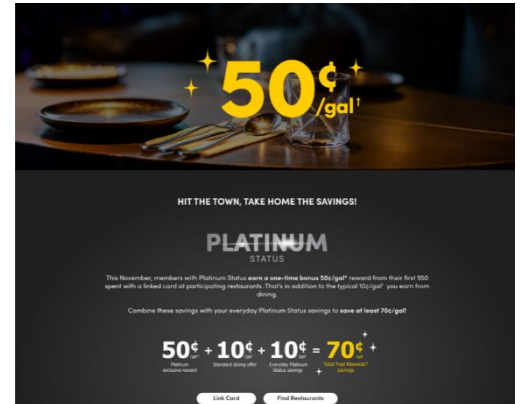 50¢
/gal†
HIT THE TOWN, TAKE HOME THE SAVINGS!
PLATINUM
STATUS
This November, members with Platinum Status earn a one-time bonus 50¢/gal* reward from their first $50
spent with a linked card at participating restaurants. That's in addition to the typical 10¢/gal you earn from
dining.
Combine these savings with your everyday Platinum Status savings to save at least 70¢/gal!
50¢ + 10¢ + 10¢ = 70¢
Platinum Standard dining offer Everyday Platinum Total Fuel Rewards®
exclusive reward Status savings savings
Link Card Find Restaurants